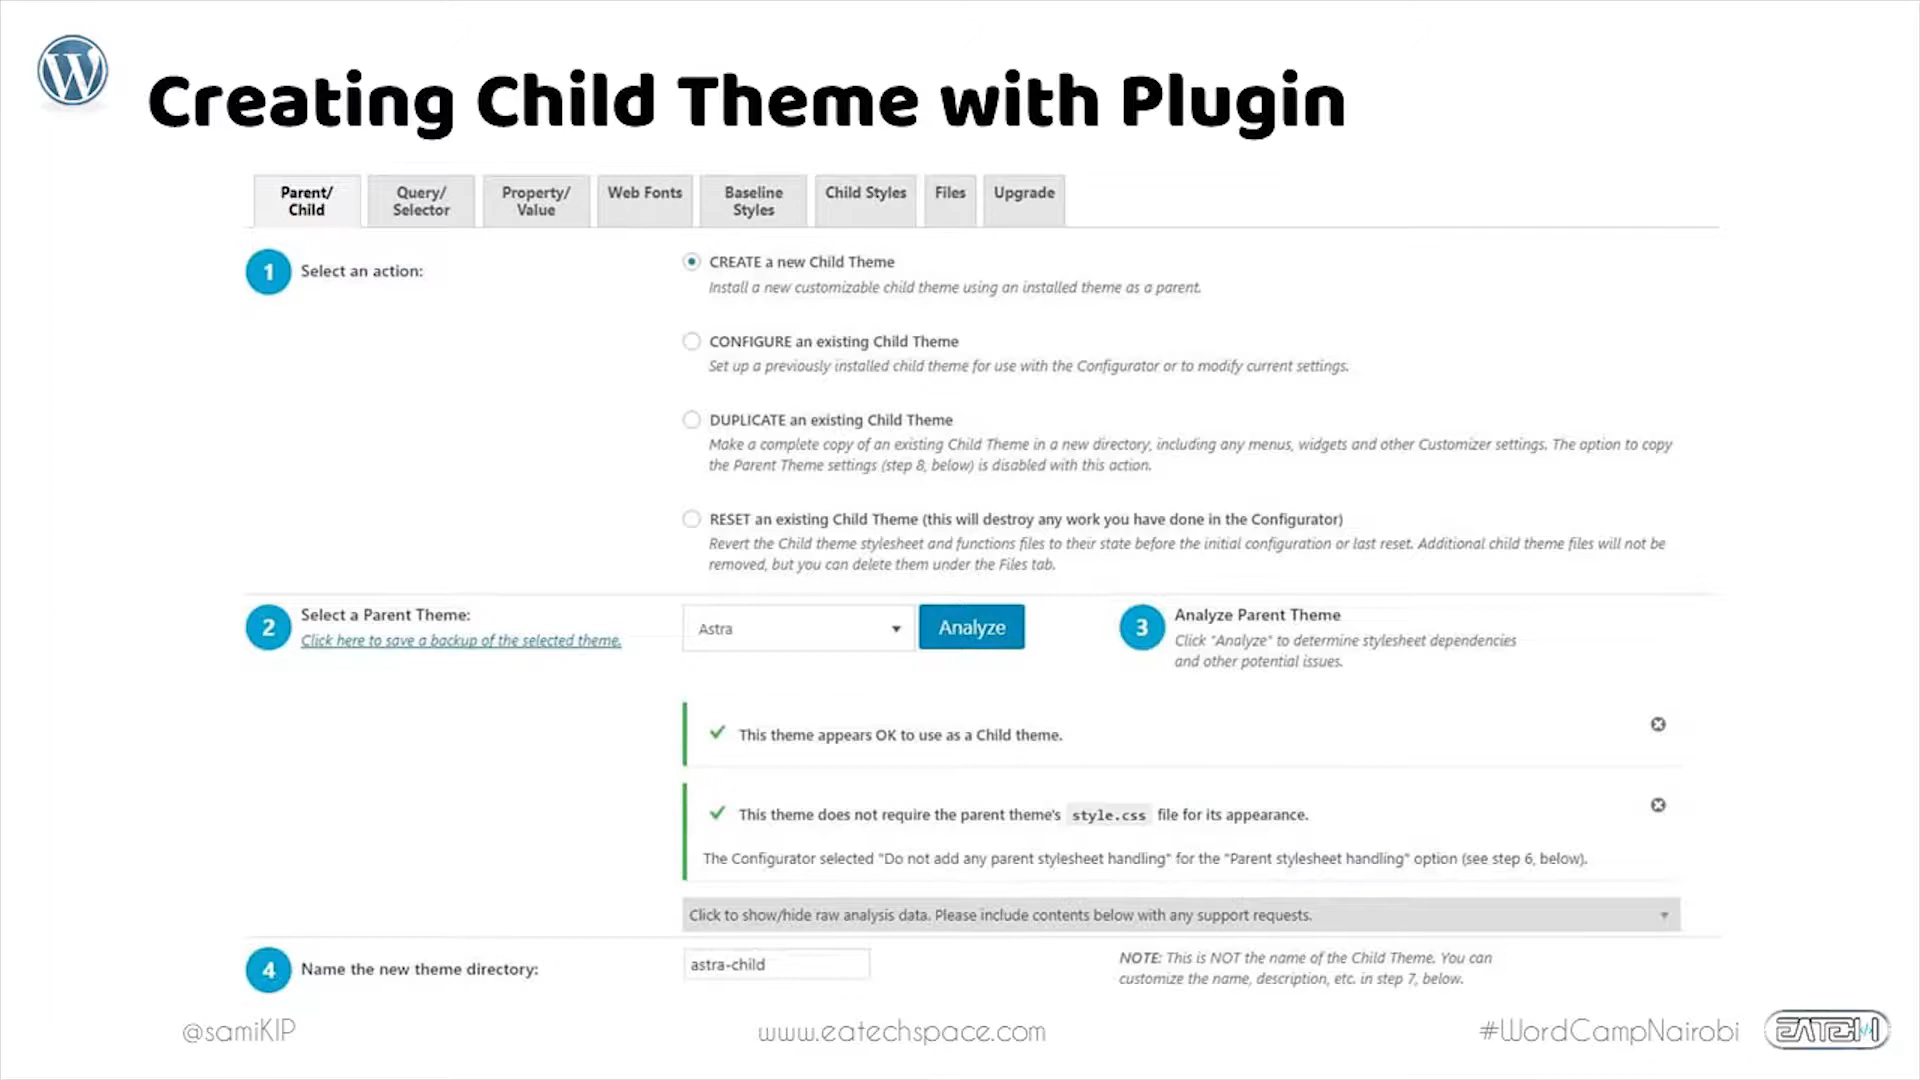 Creating Child Theme with Plugin
Parent/
Child
Query/
Selector
Property/
Value
Web Fonts
Baseline
Styles
Child Styles
Files
Upgrade
1
Select an action:
CREATE a new Child Theme
Install a new customizable child theme using an installed theme as a parent.
CONFIGURE an existing Child Theme
Set up a previously installed child theme for use with the Configurator or to modify current settings.
DUPLICATE an existing Child Theme
Make a complete copy of an existing Child Theme in a new directory, including any menus, widgets and other Customizer settings. The option to copy
the Parent Theme settings (step 8, below) is disabled with this action.
RESET an existing Child Theme (this will destroy any work you have done in the Configurator)
Revert the Child theme stylesheet and functions files to their state before the initial configuration or last reset. Additional child theme files will not be
removed, but you can delete them under the Files tab.
2
Select a Parent Theme:
Click here to save a backup of the selected theme.
Astra
Analyze
3
Analyze Parent Theme
Click "Analyze" to determine stylesheet dependencies
and other potential issues.
This theme appears OK to use as a Child theme.
This theme does not require the parent theme's style.css file for its appearance.
The Configurator selected "Do not add any parent stylesheet handling" for the "Parent stylesheet handling" option (see step 6, below).
Click to show/hide raw analysis data. Please include contents below with any support requests.
4
Name the new theme directory:
astra-child
NOTE: This is NOT the name of the Child Theme. You can
customize the name, description, etc. in step 7, below.
@samiKIP
www.eatechspace.com
#WordCampNairobi
EATECH